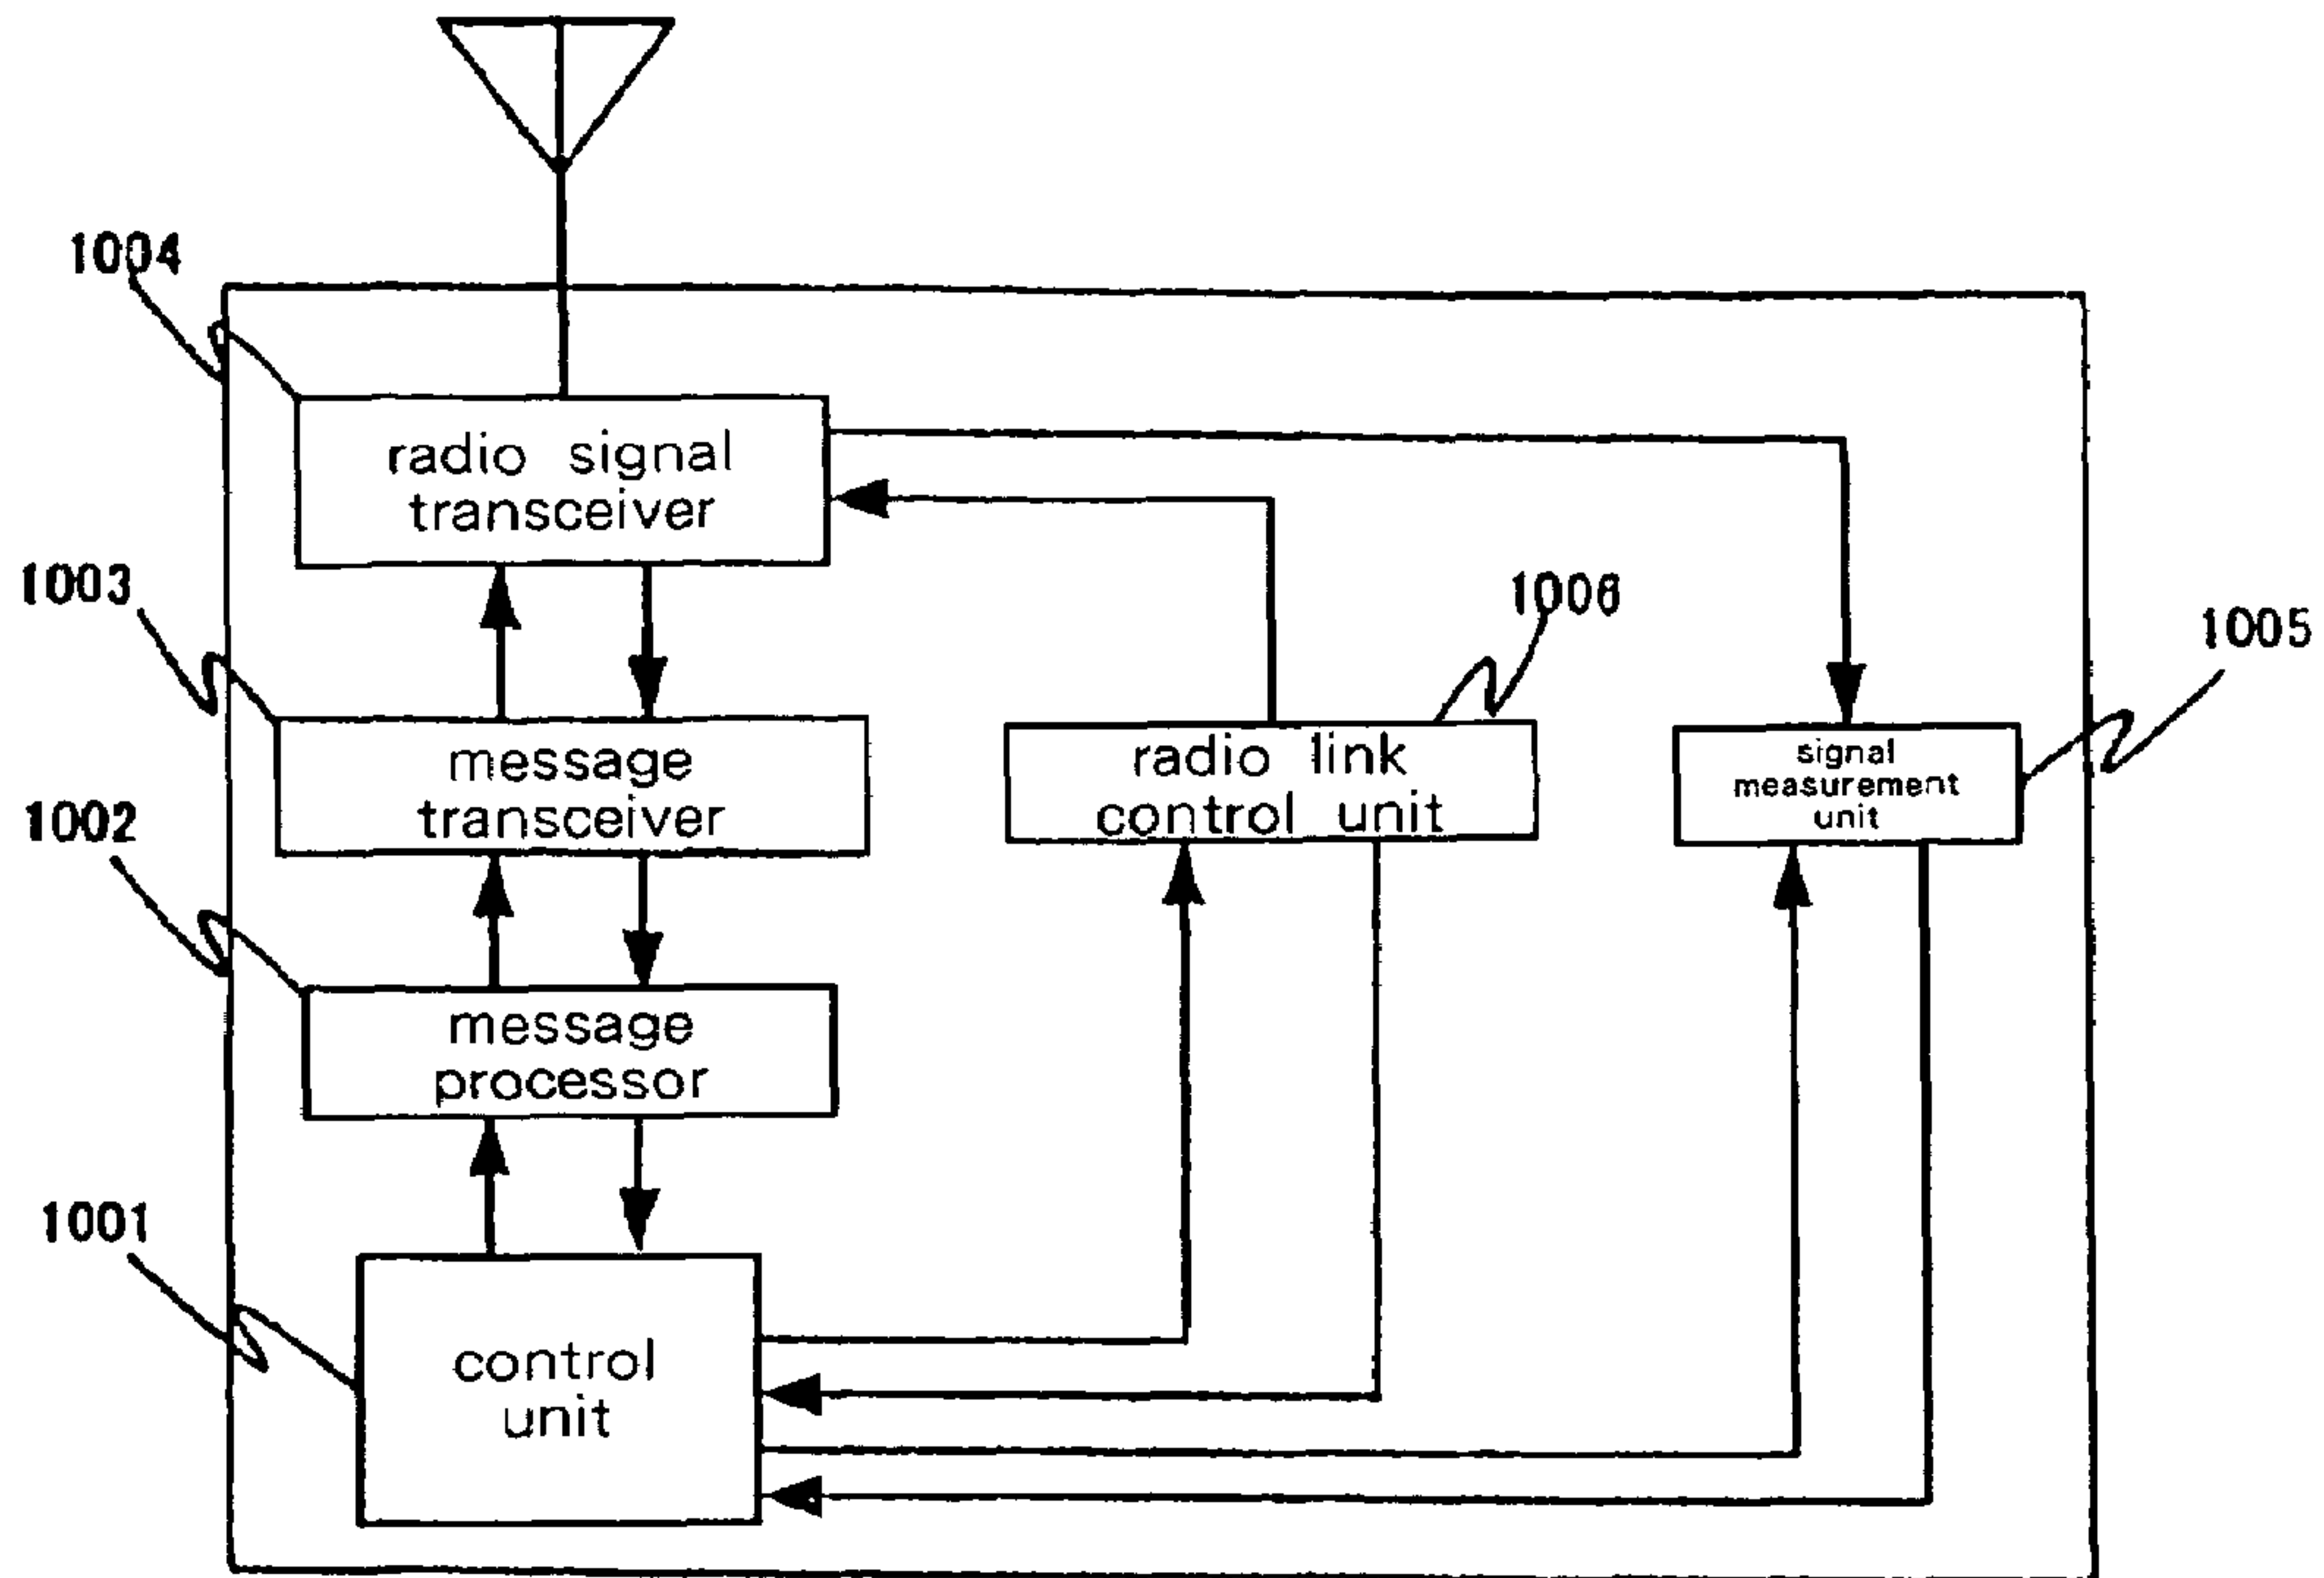 1004
radio signal
transceiver
1003
1006
1005
message
transceiver
radio link
control unit
signal
measurement
unit
1002
message
processor
1001
control
unit